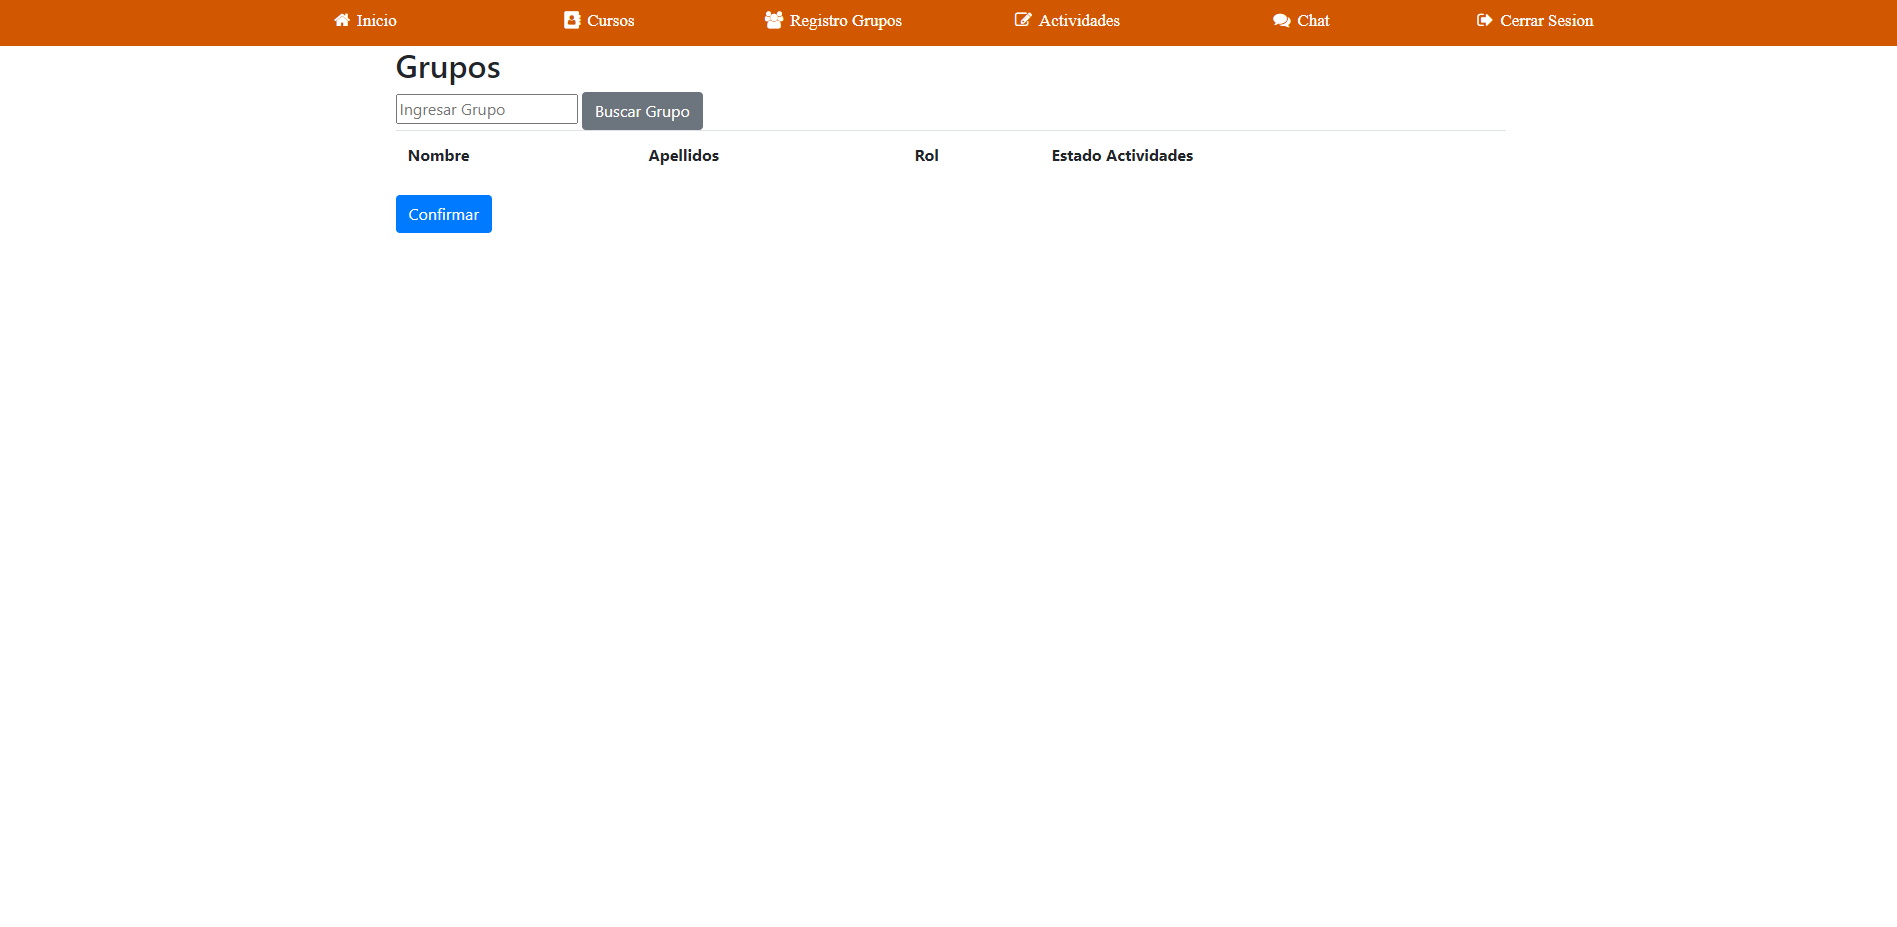 Inicio Cursos Registro Grupos Actividades Chat Cerrar Sesion
Grupos
Ingresar Grupo Buscar Grupo
Nombre Apellidos Rol Estado Actividades
Confirmar